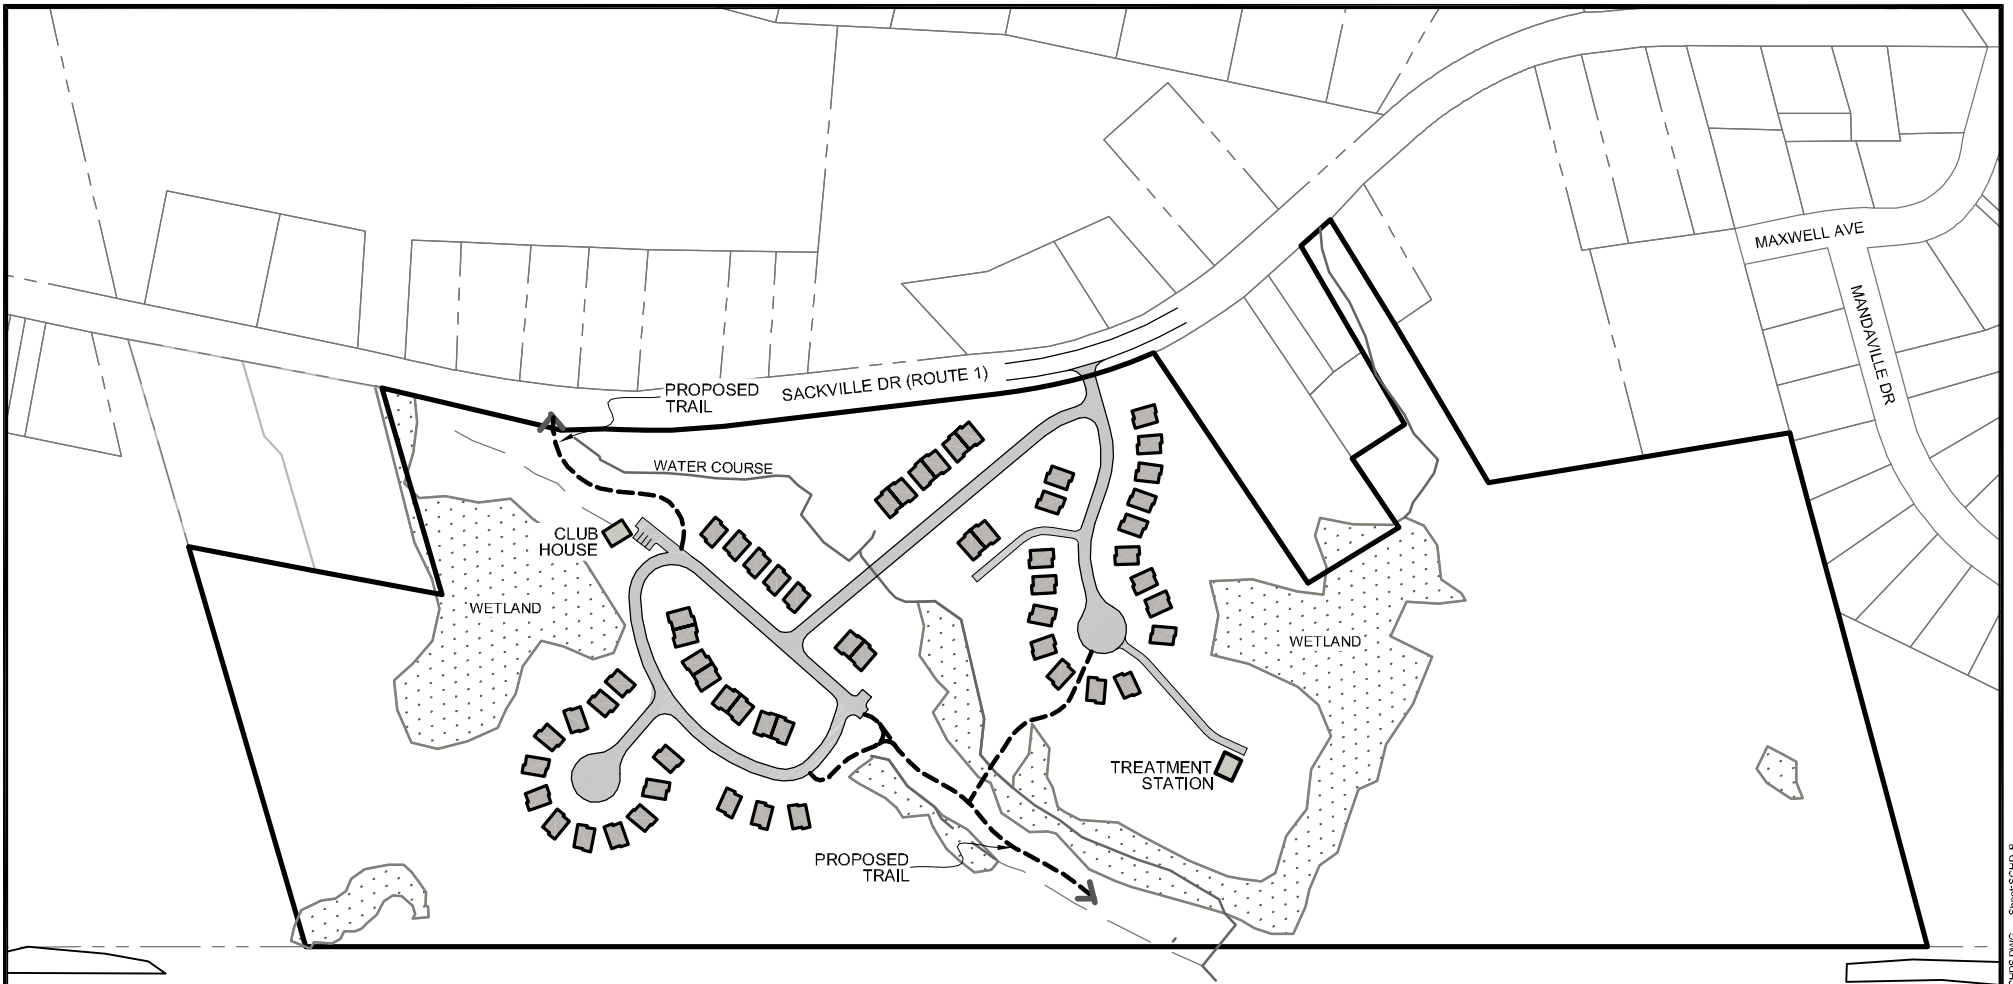 MAXWELL AVE
MANDAVILLE DR
PROPOSED
TRAIL
SACKVILLE DR (ROUTE 1)
WATER COURSE
CLUB
HOUSE
WETLAND
WETLAND
TREATMENT
STATION
PROPOSED
TRAIL